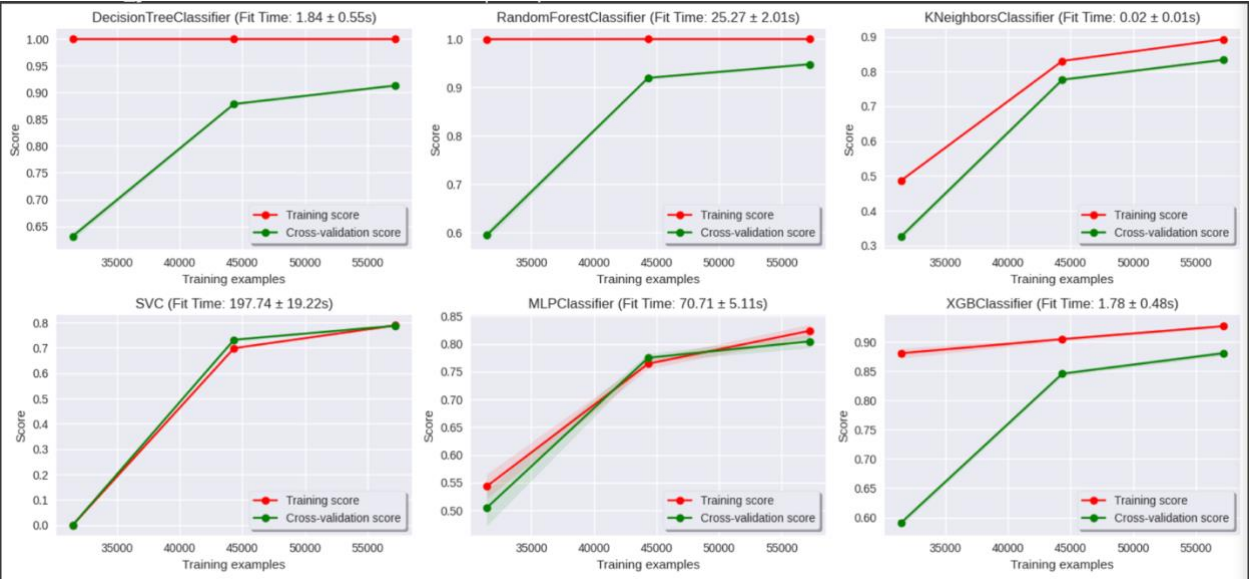 DecisionTreeClassifier (Fit Time: 1.84 ± 0.55s)
1.00
0.95
0.90
0.85
0.80
0.75
0.70
0.65
Score
Training score
Cross-validation score
35000 40000 45000 50000 55000
Training examples
RandomForestClassifier (Fit Time: 25.27 ± 2.01s)
1.0
0.9
0.8
0.7
0.6
Score
Training score
Cross-validation score
35000 40000 45000 50000 55000
Training examples
KNeighborsClassifier (Fit Time: 0.02 ± 0.01s)
0.9
0.8
0.7
0.6
0.5
0.4
0.3
Score
Training score
Cross-validation score
35000 40000 45000 50000 55000
Training examples
SVC (Fit Time: 197.74 ± 19.22s)
0.8
0.7
0.6
0.5
0.4
0.3
0.2
0.1
0.0
Score
Training score
Cross-validation score
35000 40000 45000 50000 55000
Training examples
MLPClassifier (Fit Time: 70.71 ± 5.11s)
0.85
0.80
0.75
0.70
0.65
0.60
0.55
0.50
Score
Training score
Cross-validation score
35000 40000 45000 50000 55000
Training examples
XGBClassifier (Fit Time: 1.78 ± 0.48s)
0.90
0.85
0.80
0.75
0.70
0.65
0.60
Score
Training score
Cross-validation score
35000 40000 45000 50000 55000
Training examples